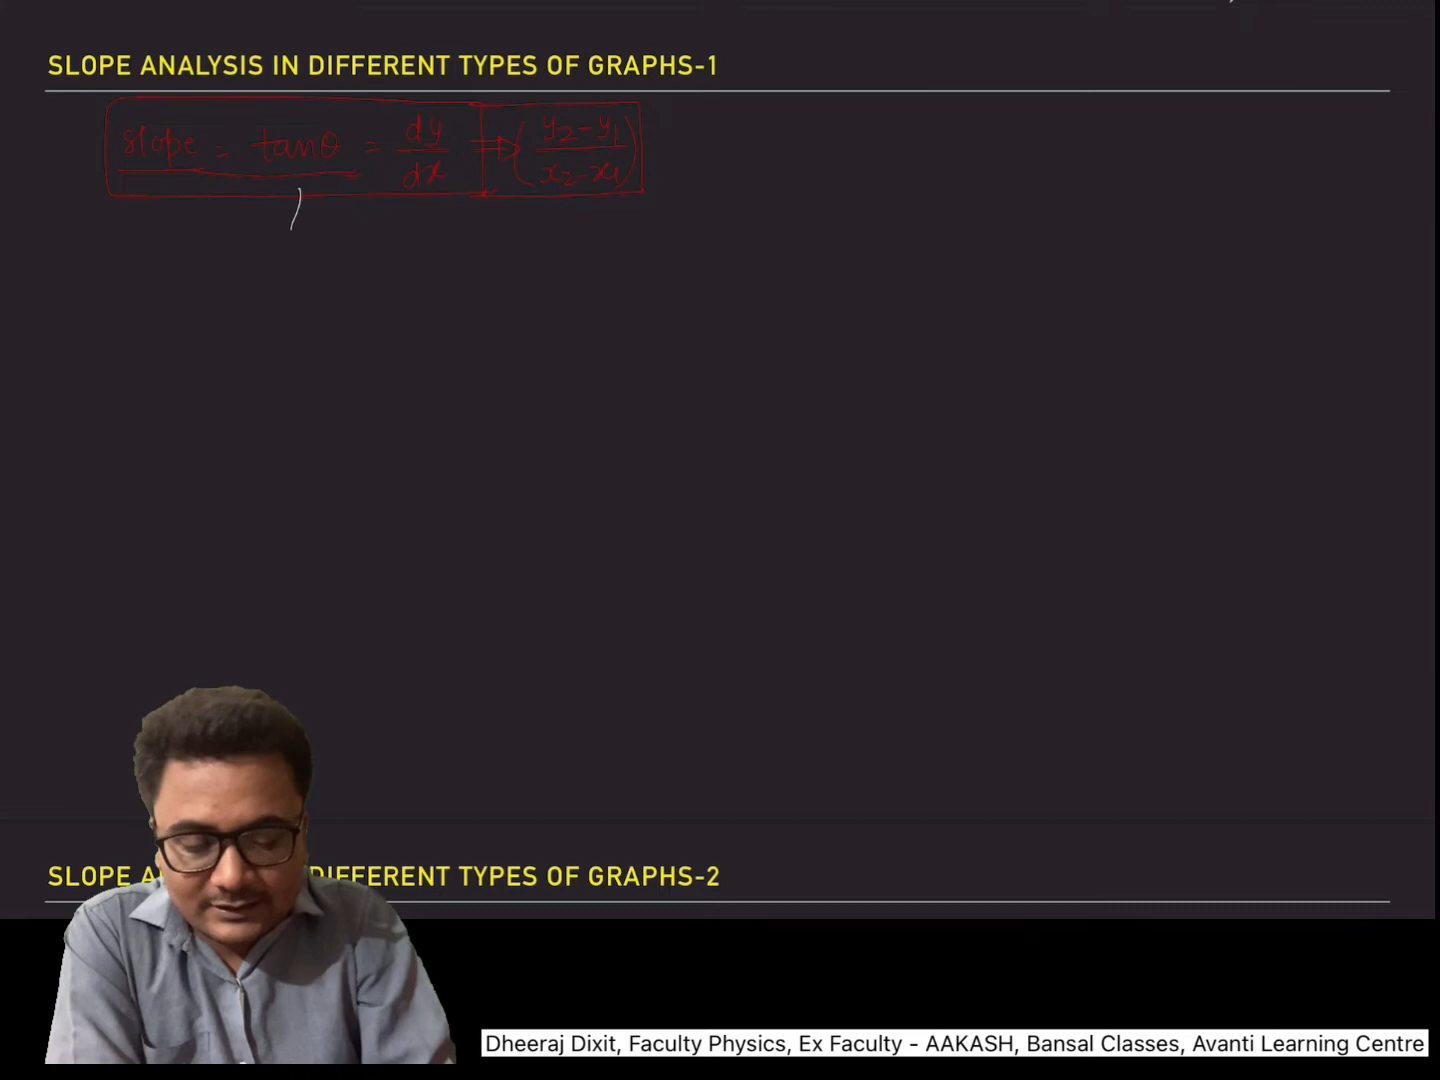 SLOPE ANALYSIS IN DIFFERENT TYPES OF GRAPHS-1
slope = tanθ = dy/dx ⇒ (y₂-y₁/x₂-x₁)
SLOPE A DIFFERENT TYPES OF GRAPHS-2
Dheeraj Dixit, Faculty Physics, Ex Faculty - AAKASH, Bansal Classes, Avanti Learning Centre